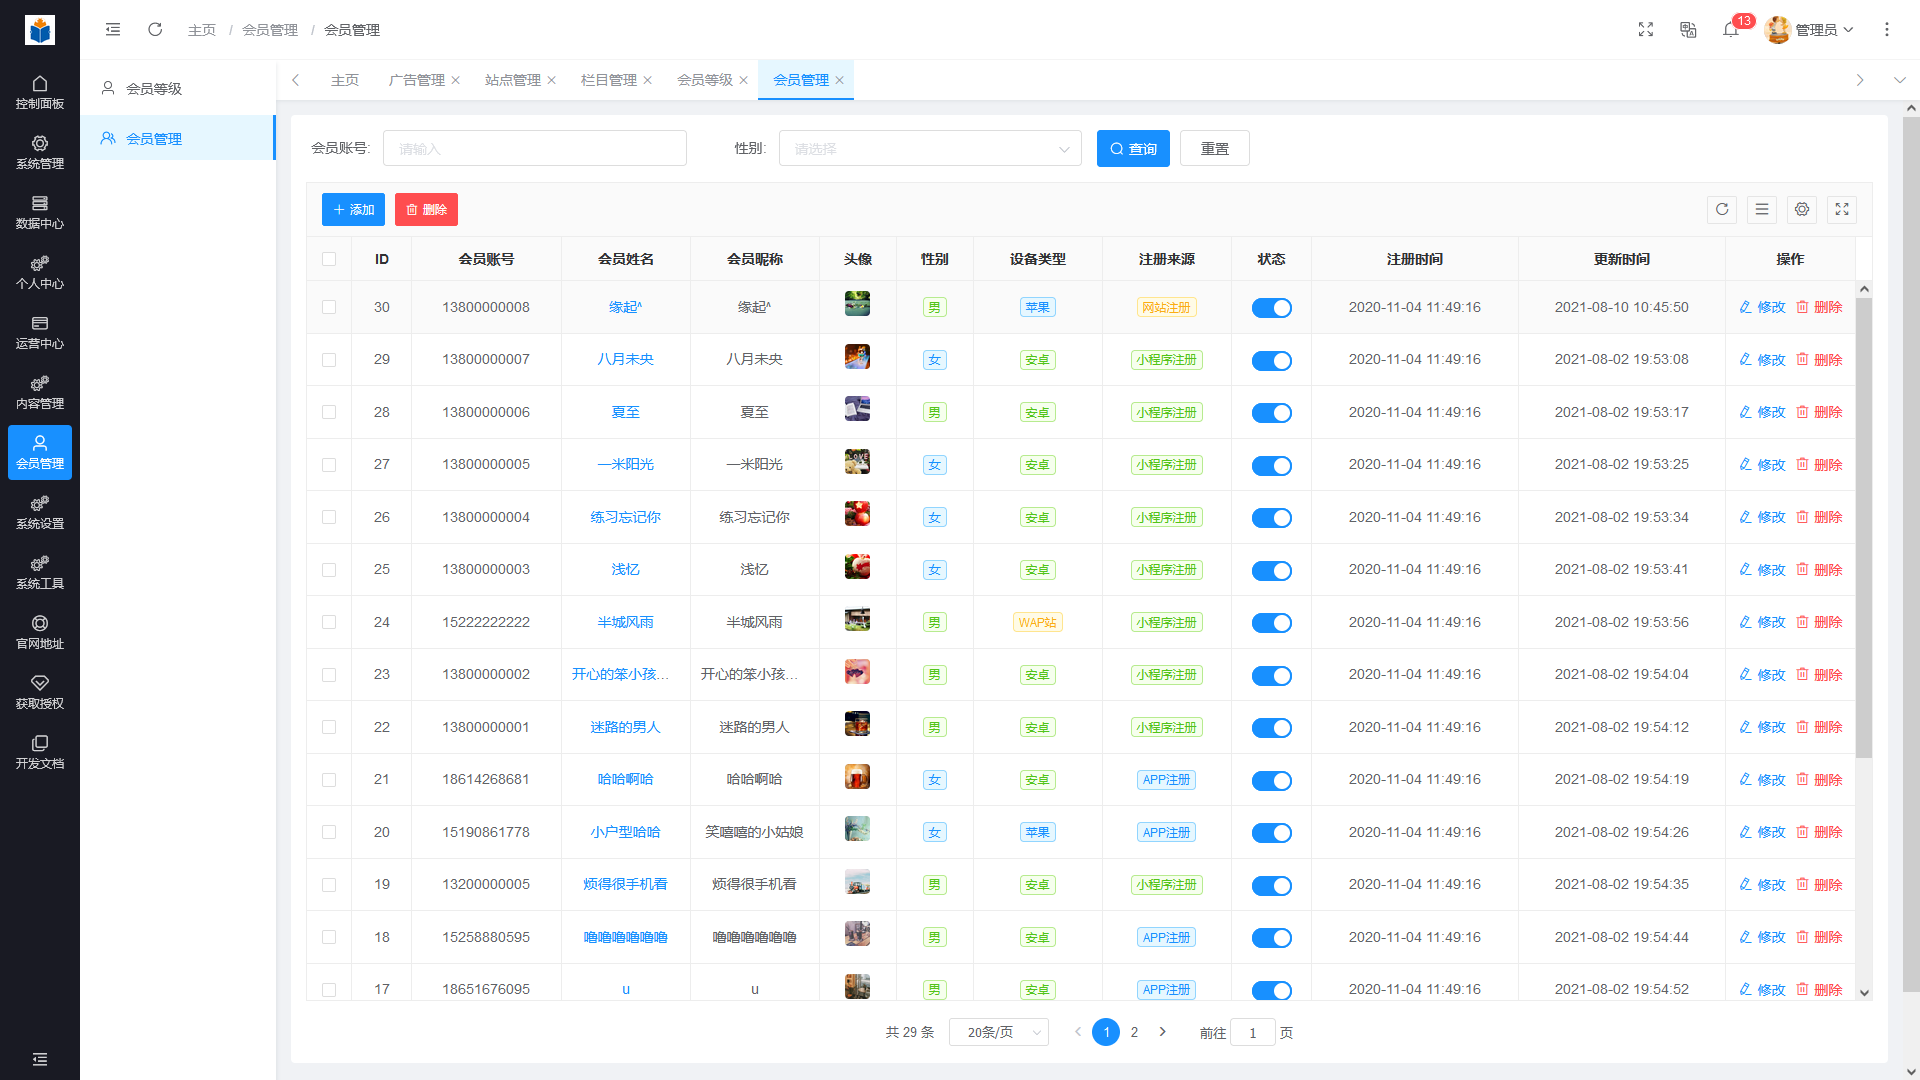 主页 / 会员管理 / 会员管理
13
管理员
控制面板
系统管理
数据中心
个人中心
运营中心
内容管理
会员管理
系统设置
系统工具
官网地址
获取授权
开发文档
会员等级
会员管理
主页 广告管理 站点管理 栏目管理 会员等级 会员管理
会员账号: 请输入 性别: 请选择 查询 重置
添加 删除
ID 会员账号 会员姓名 会员昵称 头像 性别 设备类型 注册来源 状态 注册时间 更新时间 操作
30 13800000008 缘起^ 缘起^ 男 苹果 网站注册 2020-11-04 11:49:16 2021-08-10 10:45:50 修改 删除
29 13800000007 八月未央 八月未央 女 安卓 小程序注册 2020-11-04 11:49:16 2021-08-02 19:53:08 修改 删除
28 13800000006 夏至 夏至 男 安卓 小程序注册 2020-11-04 11:49:16 2021-08-02 19:53:17 修改 删除
27 13800000005 一米阳光 一米阳光 女 安卓 小程序注册 2020-11-04 11:49:16 2021-08-02 19:53:25 修改 删除
26 13800000004 练习忘记你 练习忘记你 女 安卓 小程序注册 2020-11-04 11:49:16 2021-08-02 19:53:34 修改 删除
25 13800000003 浅忆 浅忆 女 安卓 小程序注册 2020-11-04 11:49:16 2021-08-02 19:53:41 修改 删除
24 15222222222 半城风雨 半城风雨 男 WAP站 小程序注册 2020-11-04 11:49:16 2021-08-02 19:53:56 修改 删除
23 13800000002 开心的笨小孩... 开心的笨小孩... 男 安卓 小程序注册 2020-11-04 11:49:16 2021-08-02 19:54:04 修改 删除
22 13800000001 迷路的男人 迷路的男人 男 安卓 小程序注册 2020-11-04 11:49:16 2021-08-02 19:54:12 修改 删除
21 18614268681 哈哈啊哈 哈哈啊哈 女 安卓 APP注册 2020-11-04 11:49:16 2021-08-02 19:54:19 修改 删除
20 15190861778 小户型哈哈 笑嘻嘻的小姑娘 女 苹果 APP注册 2020-11-04 11:49:16 2021-08-02 19:54:26 修改 删除
19 13200000005 烦得很手机看 烦得很手机看 男 安卓 小程序注册 2020-11-04 11:49:16 2021-08-02 19:54:35 修改 删除
18 15258880595 噜噜噜噜噜噜 噜噜噜噜噜噜 男 安卓 APP注册 2020-11-04 11:49:16 2021-08-02 19:54:44 修改 删除
17 18651676095 u u 男 安卓 APP注册 2020-11-04 11:49:16 2021-08-02 19:54:52 修改 删除
共 29 条 20条/页 1 2 前往 1 页